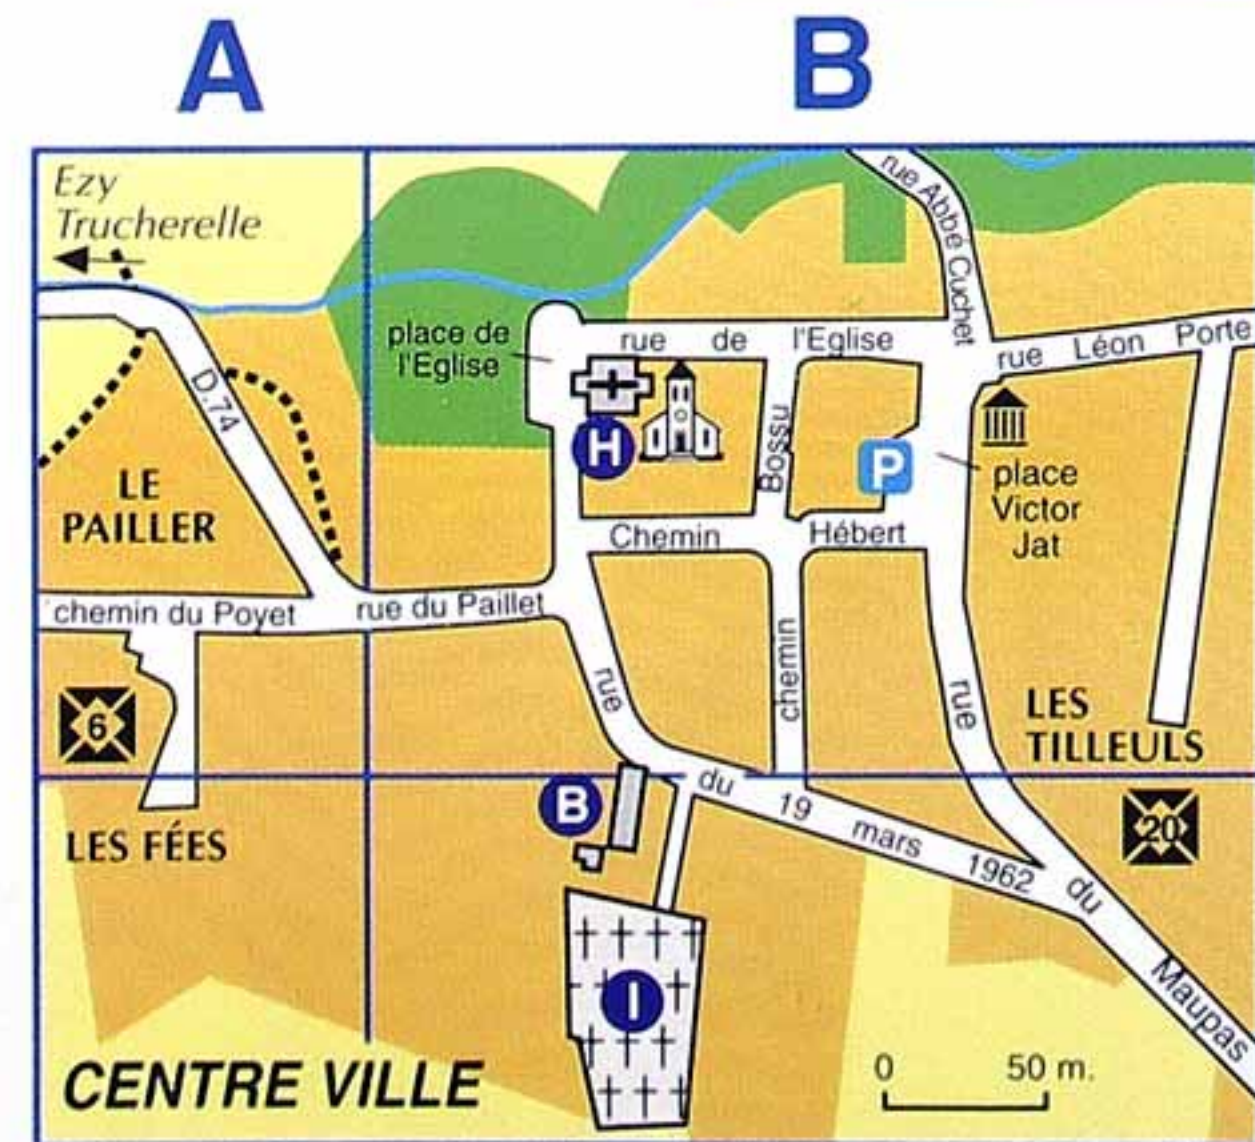 A
B
Ezy
Trucherelle
place de
l'Eglise
rue de l'Eglise
rue Abbé Cuchet
rue Léon Porte
D.74
H
Bossu
P
LE
PAILLER
place
Victor
Jat
Chemin Hébert
chemin du Poyet
rue du Paillet
6
rue
chemin
rue
LES
TILLEULS
B
du 19 mars 1962
du
20
LES FÉES
Maupas
I
CENTRE VILLE
0 50 m.